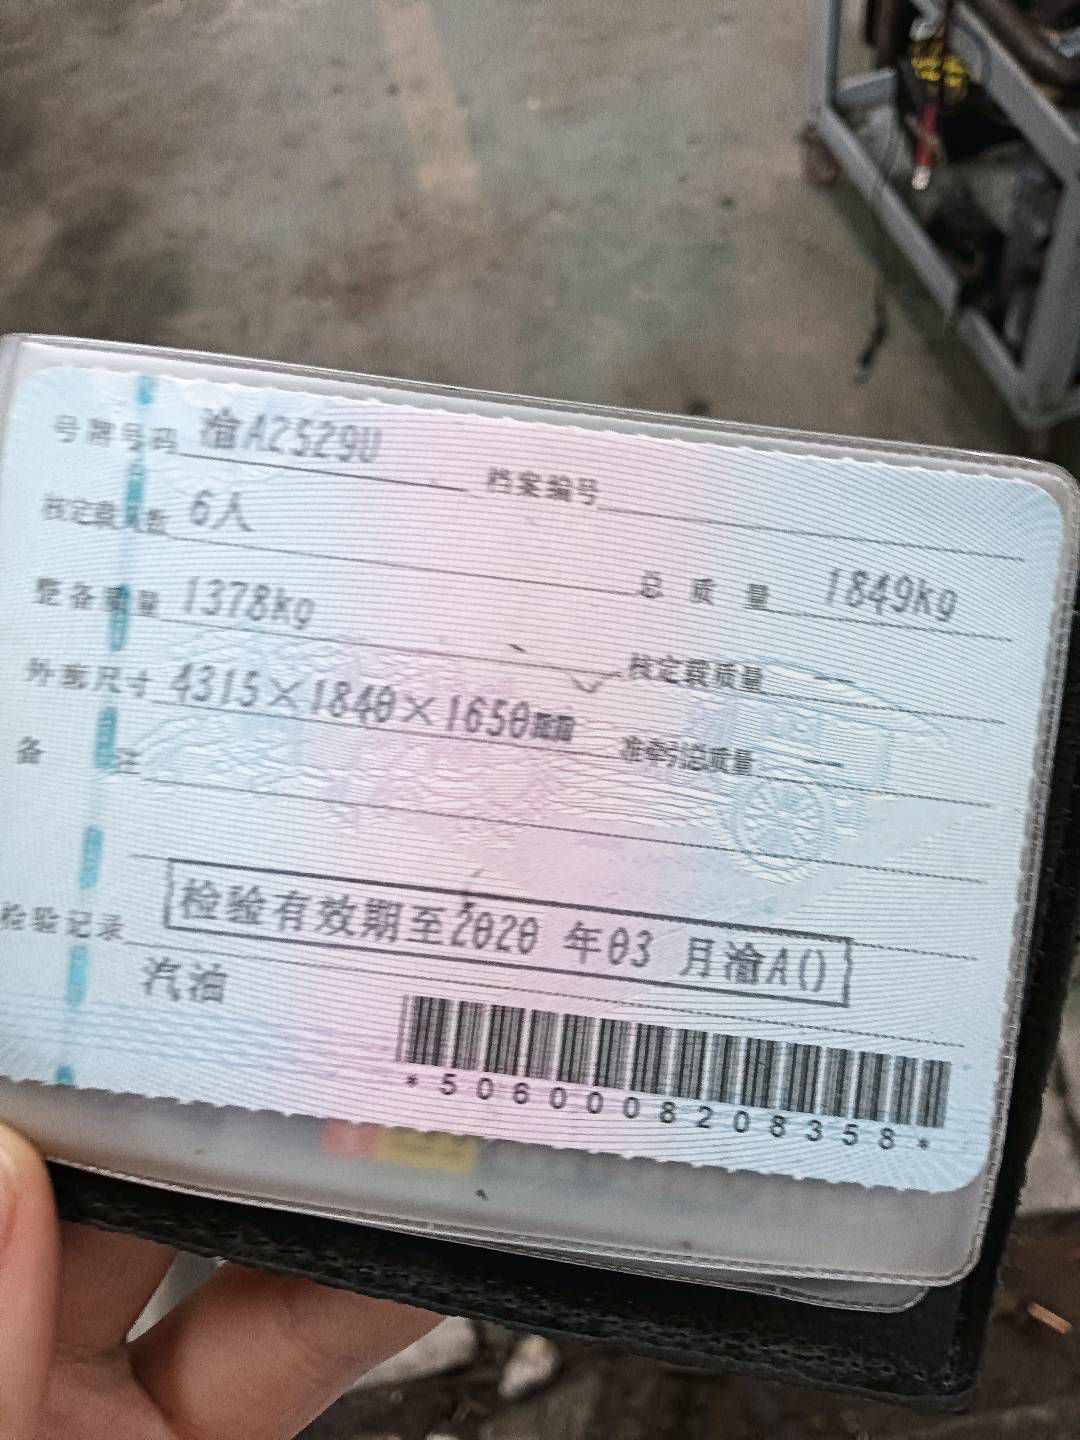 号牌号码 渝A2529U 档案编号
核定载人数 6人 总质量 1849kg
整备质量 1378kg 核定载质量 —
外廓尺寸 4315×1840×1650mm 准牵引总质量 —
备注
检验记录 检验有效期至2020 年03 月渝A()
汽油
*5060008208358*